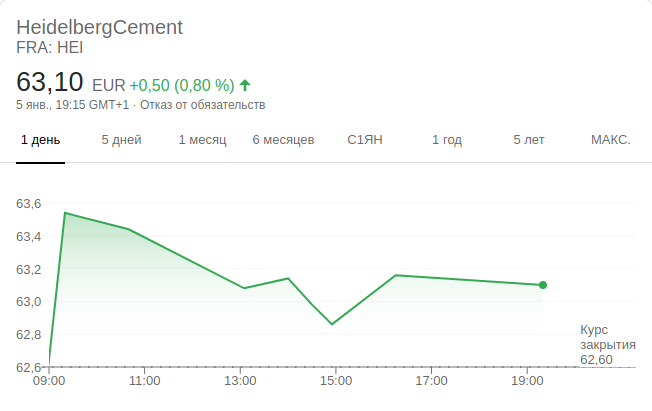 HeidelbergCement
FRA: HEI
63,10 EUR +0,50 (0,80 %)
5 янв., 19:15 GMT+1 · Отказ от обязательств
1 день 5 дней 1 месяц 6 месяцев С1ЯН 1 год 5 лет МАКС.
63,6
63,4
63,2
63,0
62,8
62,6
Курс
закрытия
62,60
09:00 11:00 13:00 15:00 17:00 19:00